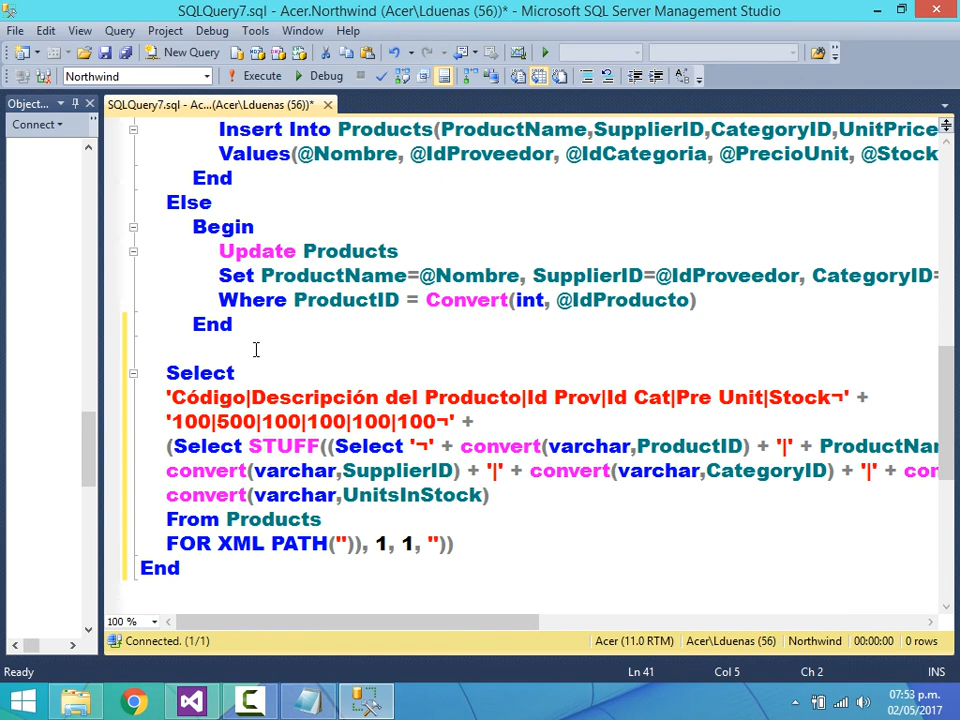 SQLQuery7.sql - Acer.Northwind (Acer\Lduenas (56))* - Microsoft SQL Server Management Studio
File Edit View Query Project Debug Tools Window Help
New Query
Northwind Execute Debug
Object... SQLQuery7.sql - Ac...(Acer\Lduenas (56))*
Connect
Insert Into Products(ProductName,SupplierID,CategoryID,UnitPrice
Values(@Nombre, @IdProveedor, @IdCategoria, @PrecioUnit, @Stock
End
Else
Begin
Update Products
Set ProductName=@Nombre, SupplierID=@IdProveedor, CategoryID=
Where ProductID = Convert(int, @IdProducto)
End
Select
'Código|Descripción del Producto|Id Prov|Id Cat|Pre Unit|Stock¬' +
'100|500|100|100|100|100¬' +
(Select STUFF((Select '¬' + convert(varchar,ProductID) + '|' + ProductNam
convert(varchar,SupplierID) + '|' + convert(varchar,CategoryID) + '|' + con
convert(varchar,UnitsInStock)
From Products
FOR XML PATH('')), 1, 1, ''))
End
100 %
Connected. (1/1) Acer (11.0 RTM) Acer\Lduenas (56) Northwind 00:00:00 0 rows
Ready Ln 41 Col 5 Ch 2 INS
07:53 p.m.
02/05/2017